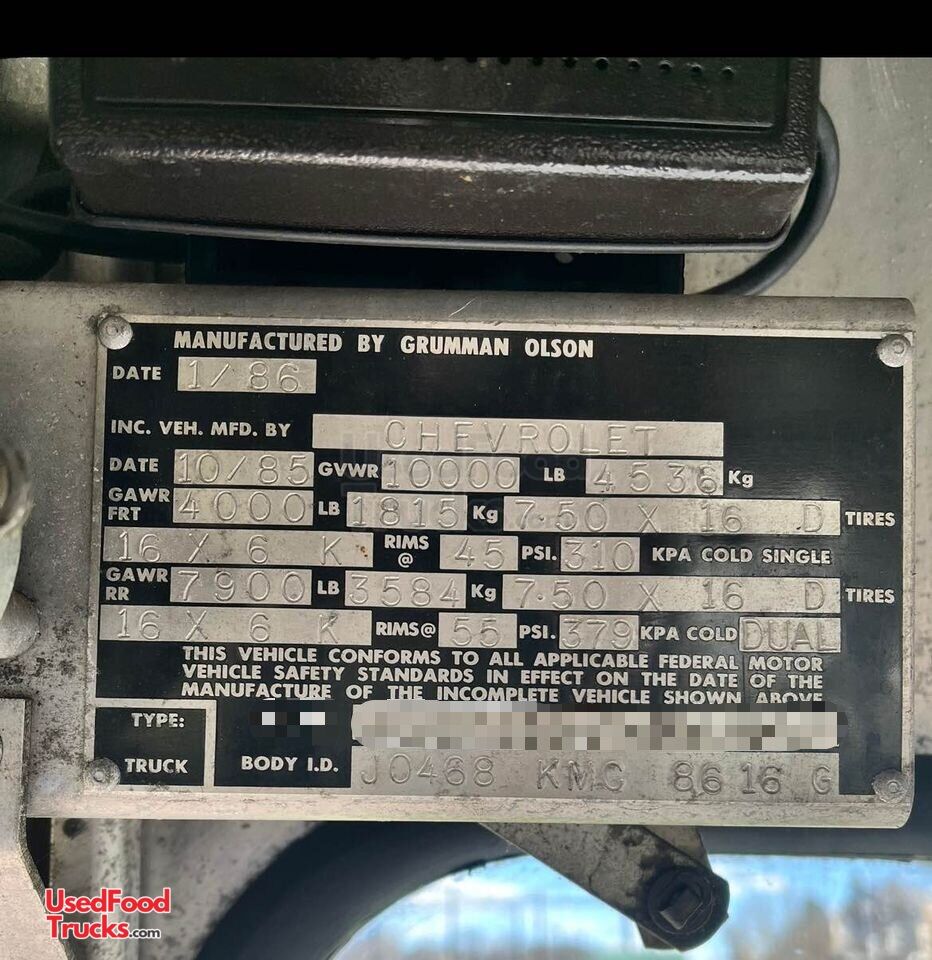 MANUFACTURED BY GRUMMAN OLSON
DATE 1/86
INC. VEH. MFD. BY CHEVROLET
DATE 10/85 GVWR 10000 LB 4536 Kg
GAWR FRT 4000 LB 1815 Kg 7.50 X 16 D TIRES
16 X 6 K RIMS @ 45 PSI. 310 KPA COLD SINGLE
GAWR RR 7900 LB 3584 Kg 7.50 X 16 D TIRES
16 X 6 K RIMS@ 55 PSI. 379 KPA COLD DUAL
THIS VEHICLE CONFORMS TO ALL APPLICABLE FEDERAL MOTOR
VEHICLE SAFETY STANDARDS IN EFFECT ON THE DATE OF THE
MANUFACTURE OF THE INCOMPLETE VEHICLE SHOWN ABOVE
TYPE:
TRUCK BODY I.D. J0468 KMC 8616 G
UsedFood
Trucks.com